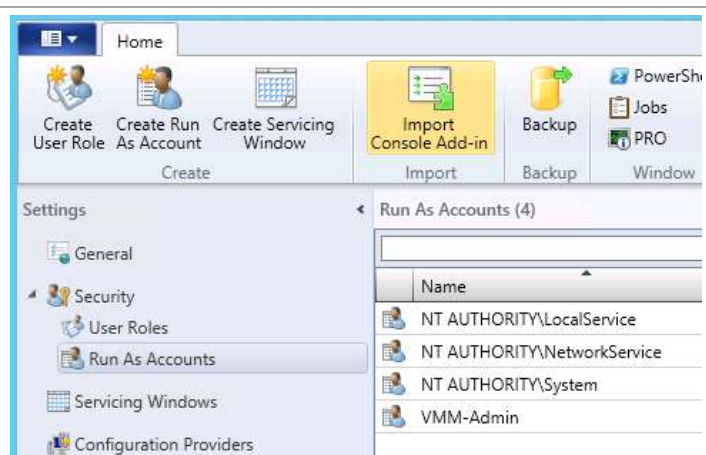 Home
Create User Role
Create Run As Account
Create Servicing Window
Import Console Add-in
Backup
Jobs
PRO
Create
Import
Backup
Window
Settings
Run As Accounts (4)
General
Security
User Roles
Run As Accounts
Servicing Windows
Configuration Providers
Name
NT AUTHORITY\LocalService
NT AUTHORITY\NetworkService
NT AUTHORITY\System
VMM-Admin